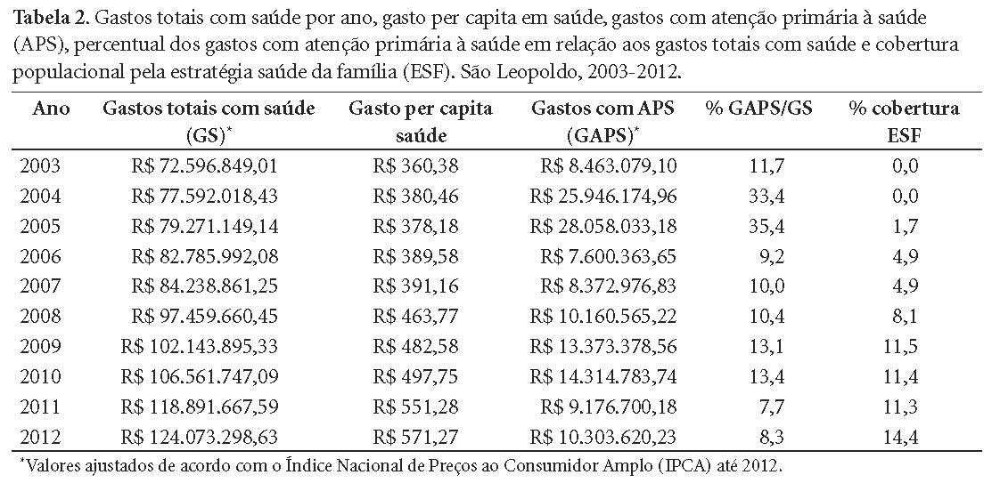 Tabela 2. Gastos totais com saúde por ano, gasto per capita em saúde, gastos com atenção primária à saúde
(APS), percentual dos gastos com atenção primária à saúde em relação aos gastos totais com saúde e cobertura
populacional pela estratégia saúde da família (ESF). São Leopoldo, 2003-2012.
Ano Gastos totais com saúde Gasto per capita Gastos com APS % GAPS/GS % cobertura
(GS)* saúde (GAPS)* ESF
2003 R$ 72.596.849,01 R$ 360,38 R$ 8.463.079,10 11,7 0,0
2004 R$ 77.592.018,43 R$ 380,46 R$ 25.946.174,96 33,4 0,0
2005 R$ 79.271.149,14 R$ 378,18 R$ 28.058.033,18 35,4 1,7
2006 R$ 82.785.992,08 R$ 389,58 R$ 7.600.363,65 9,2 4,9
2007 R$ 84.238.861,25 R$ 391,16 R$ 8.372.976,83 10,0 4,9
2008 R$ 97.459.660,45 R$ 463,77 R$ 10.160.565,22 10,4 8,1
2009 R$ 102.143.895,33 R$ 482,58 R$ 13.373.378,56 13,1 11,5
2010 R$ 106.561.747,09 R$ 497,75 R$ 14.314.783,74 13,4 11,4
2011 R$ 118.891.667,59 R$ 551,28 R$ 9.176.700,18 7,7 11,3
2012 R$ 124.073.298,63 R$ 571,27 R$ 10.303.620,23 8,3 14,4
*Valores ajustados de acordo com o Índice Nacional de Preços ao Consumidor Amplo (IPCA) até 2012.